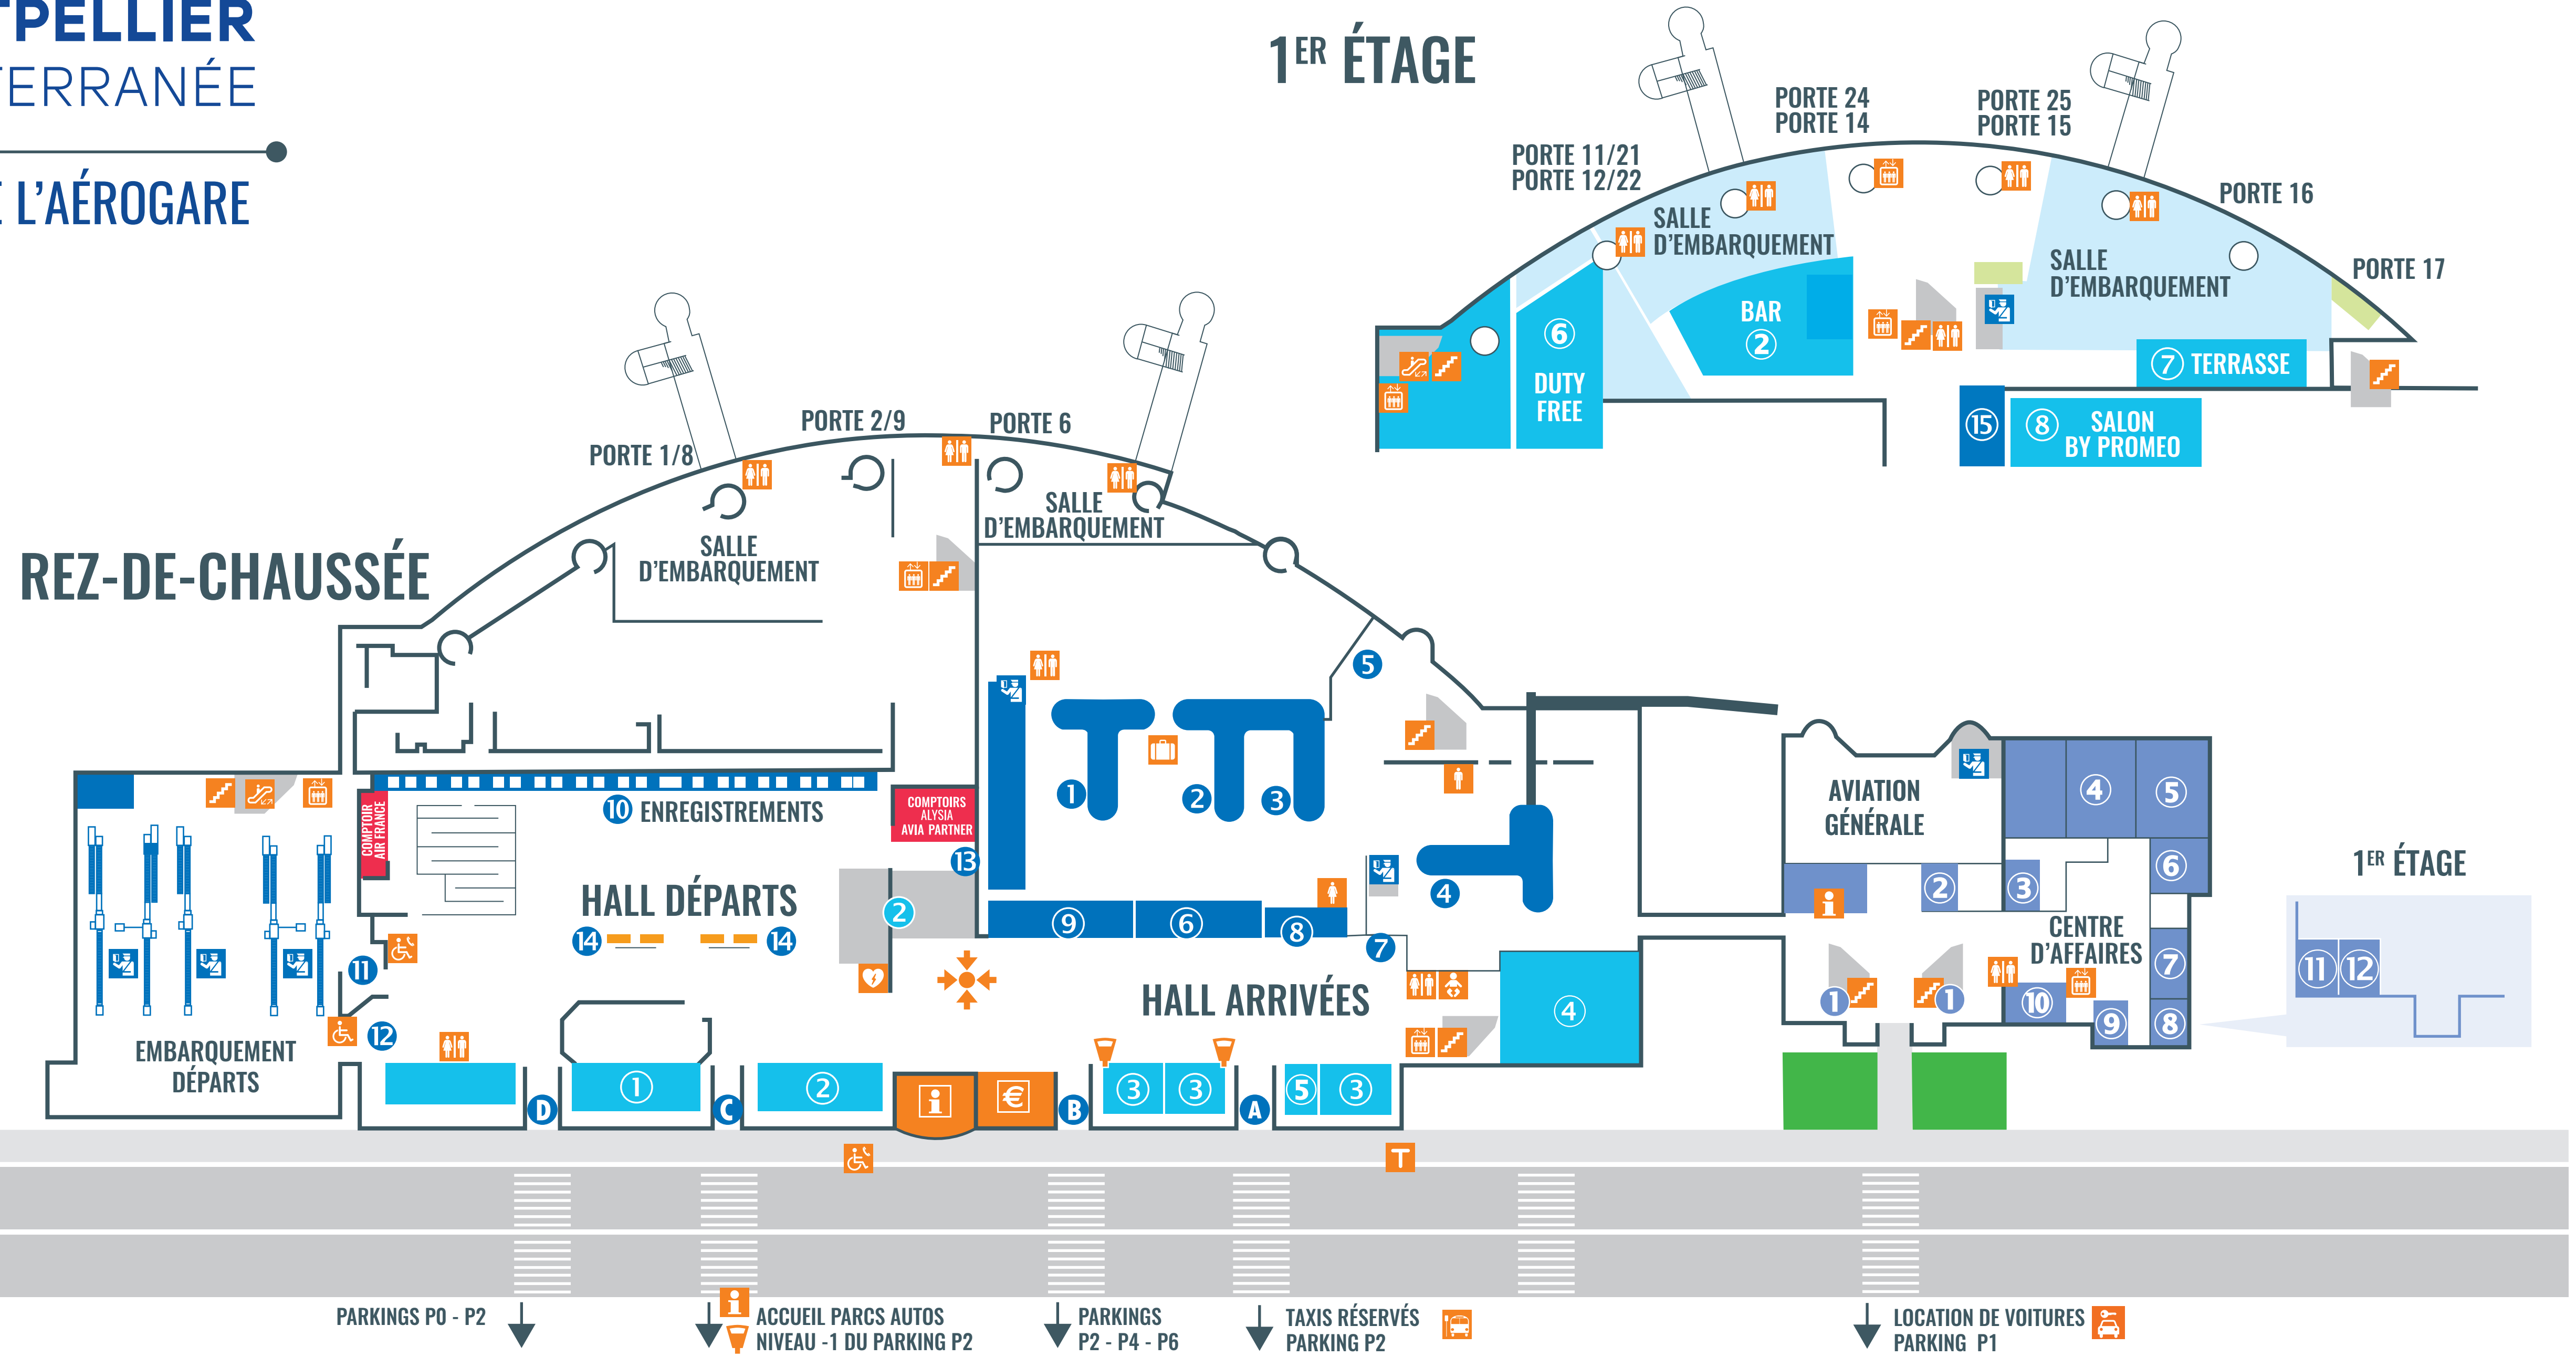 TPELLIER
TERRANÉE
E L'AÉROGARE
1ER ÉTAGE
PORTE 24
PORTE 14
PORTE 25
PORTE 15
PORTE 11/21
PORTE 12/22
PORTE 16
PORTE 17
SALLE
D'EMBARQUEMENT
SALLE
D'EMBARQUEMENT
6
DUTY
FREE
BAR
2
7 TERRASSE
15
8 SALON
BY PROMEO
REZ-DE-CHAUSSÉE
PORTE 1/8
PORTE 2/9
PORTE 6
SALLE
D'EMBARQUEMENT
SALLE
D'EMBARQUEMENT
5
1
2
3
4
COMPTOIR
AIR FRANCE
10 ENREGISTREMENTS
COMPTOIRS
ALYSIA
AVIA PARTNER
13
HALL DÉPARTS
14
14
2
9
6
8
7
11
12
HALL ARRIVÉES
4
EMBARQUEMENT
DÉPARTS
D
1
C
2
i
€
B
3
3
A
5
3
T
AVIATION
GÉNÉRALE
i
2
3
4
5
6
CENTRE
D'AFFAIRES
7
1
1
10
9
8
1ER ÉTAGE
11
12
PARKINGS P0 - P2
i
ACCUEIL PARCS AUTOS
NIVEAU -1 DU PARKING P2
PARKINGS
P2 - P4 - P6
TAXIS RÉSERVÉS
PARKING P2
LOCATION DE VOITURES
PARKING P1